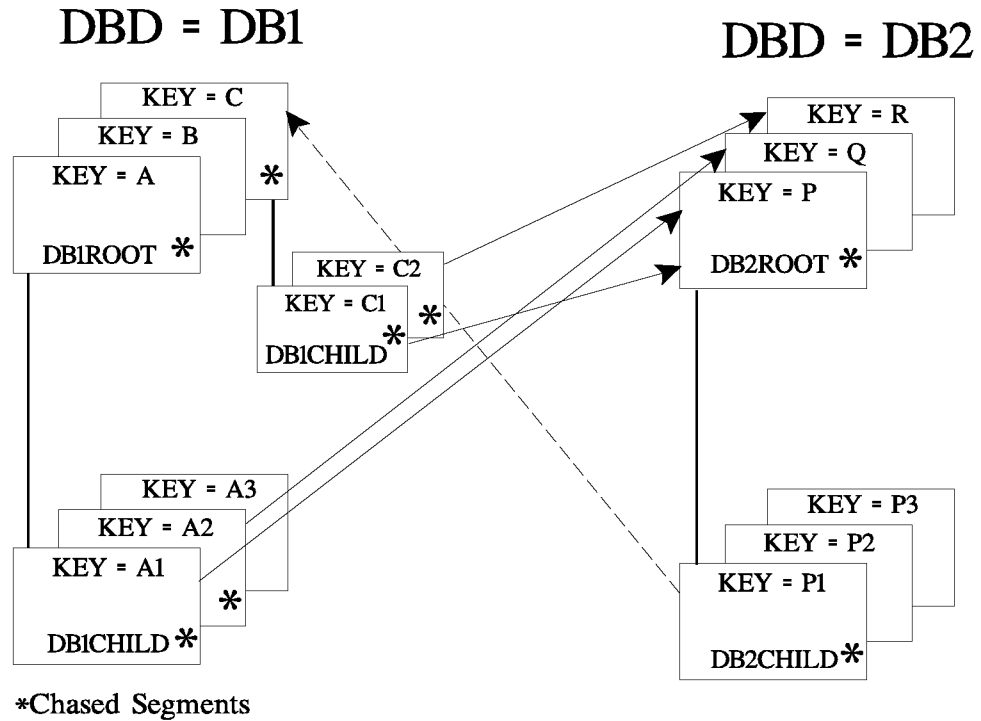 DBD = DB1
DBD = DB2
KEY = C
KEY = B
KEY = A
*
DB1ROOT *
KEY = R
KEY = Q
KEY = P
DB2ROOT *
KEY = C2
KEY = C1
*
*
DB1CHILD
KEY = A3
KEY = A2
KEY = A1
*
DB1CHILD *
KEY = P3
KEY = P2
KEY = P1
DB2CHILD *
*Chased Segments